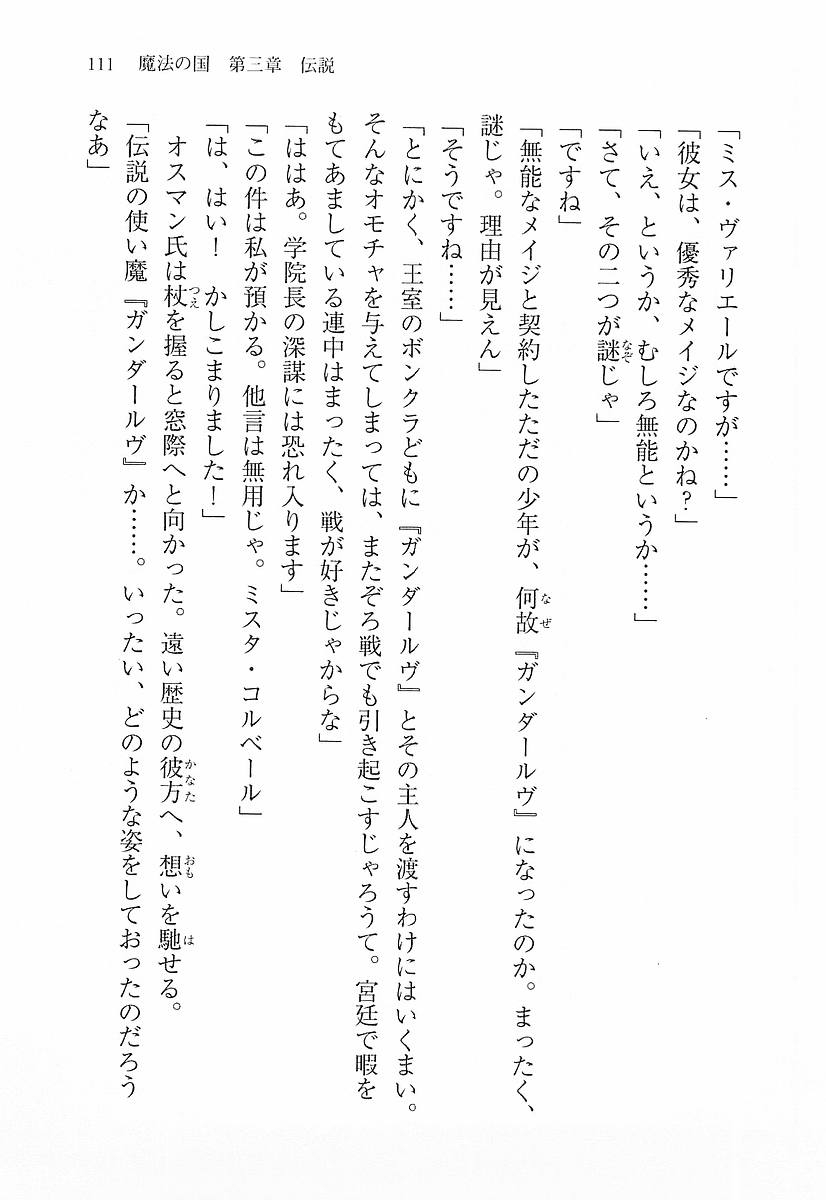 111　魔法の国　第三章　伝説
「ミス・ヴァリエールですが……」
「彼女は、優秀なメイジなのかね？」
「いえ、というか、むしろ無能というか……」
「さて、その二つが謎じゃ」
「ですね」
「無能なメイジと契約したただの少年が、何故『ガンダールヴ』になったのか。まったく、
謎じゃ。理由が見えん」
「そうですね……」
「とにかく、王室のボンクラどもに『ガンダールヴ』とその主人を渡すわけにはいくまい。
そんなオモチャを与えてしまっては、またぞろ戦でも引き起こすじゃろうて。宮廷で暇を
もてあましている連中はまったく、戦が好きじゃからな」
「ははあ。学院長の深謀には恐れ入ります」
「この件は私が預かる。他言は無用じゃ。ミスタ・コルベール」
「は、はい！　かしこまりました！」
　オスマン氏は杖を握ると窓際へと向かった。遠い歴史の彼方へ、想いを馳せる。
「伝説の使い魔『ガンダールヴ』か……。いったい、どのような姿をしておったのだろう
なあ」